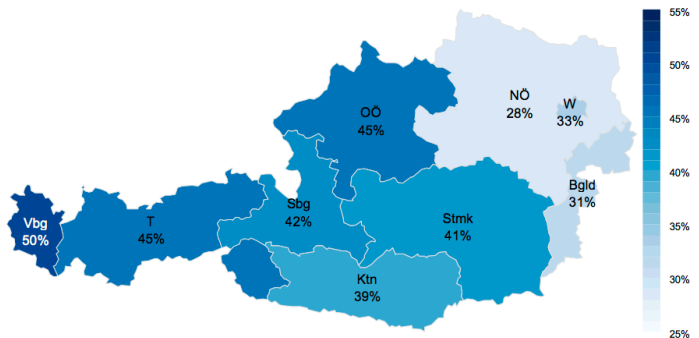 55%
50%
45%
40%
35%
30%
25%
NÖ
28%
W
33%
OÖ
45%
Bgld
31%
Sbg
42%
Stmk
41%
T
45%
Vbg
50%
Ktn
39%